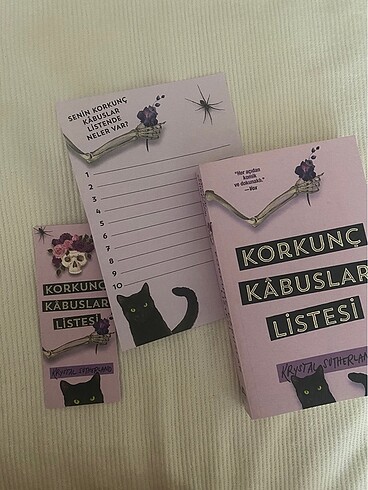 SENİN KORKUNÇ
KÂBUSLAR
LİSTENDE
NELER VAR?
1
2
3
4
5
6
7
8
9
10
KORKUNÇ
KÂBUSLAR
LİSTESİ
KRYSTAL SUTHERLAND
"Her açıdan
komik
ve dokunaklı."
—Vox
KORKUNÇ
KÂBUSLAR
LİSTESİ
KRYSTAL SUTHERLAND